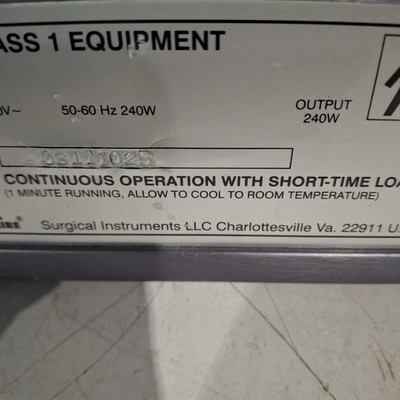 ASS 1 EQUIPMENT
0V~ 50-60 Hz 240W
OUTPUT
240W
CONTINUOUS OPERATION WITH SHORT-TIME LOA
(1 MINUTE RUNNING, ALLOW TO COOL TO ROOM TEMPERATURE)
Surgical Instruments LLC Charlottesville Va. 22911 U.